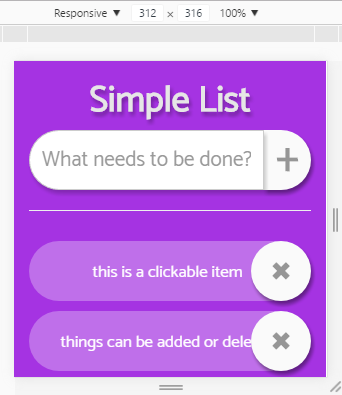 Responsive ▼ 312 x 316 100% ▼
Simple List
What needs to be done? +
this is a clickable item ✖
things can be added or dele ✖